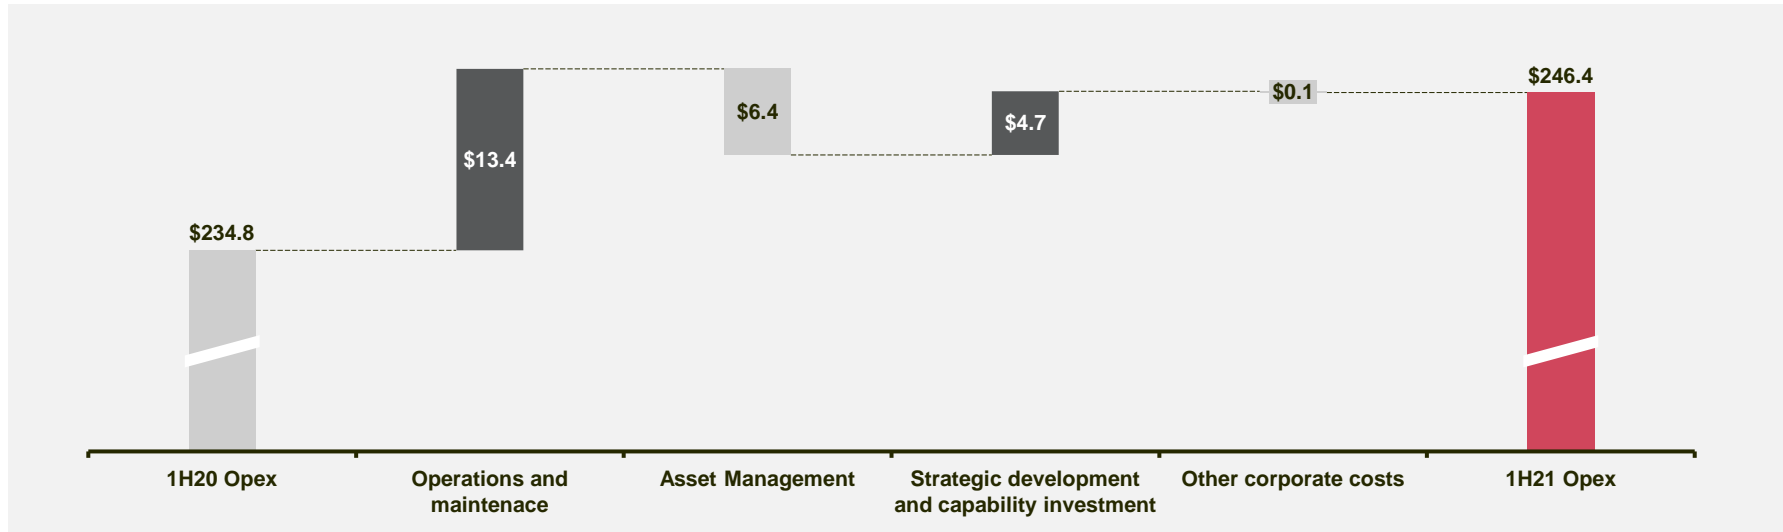 $234.8
$13.4
$6.4
$4.7
$0.1
$246.4
1H20 Opex
Operations and
maintenace
Asset Management
Strategic development
and capability investment
Other corporate costs
1H21 Opex